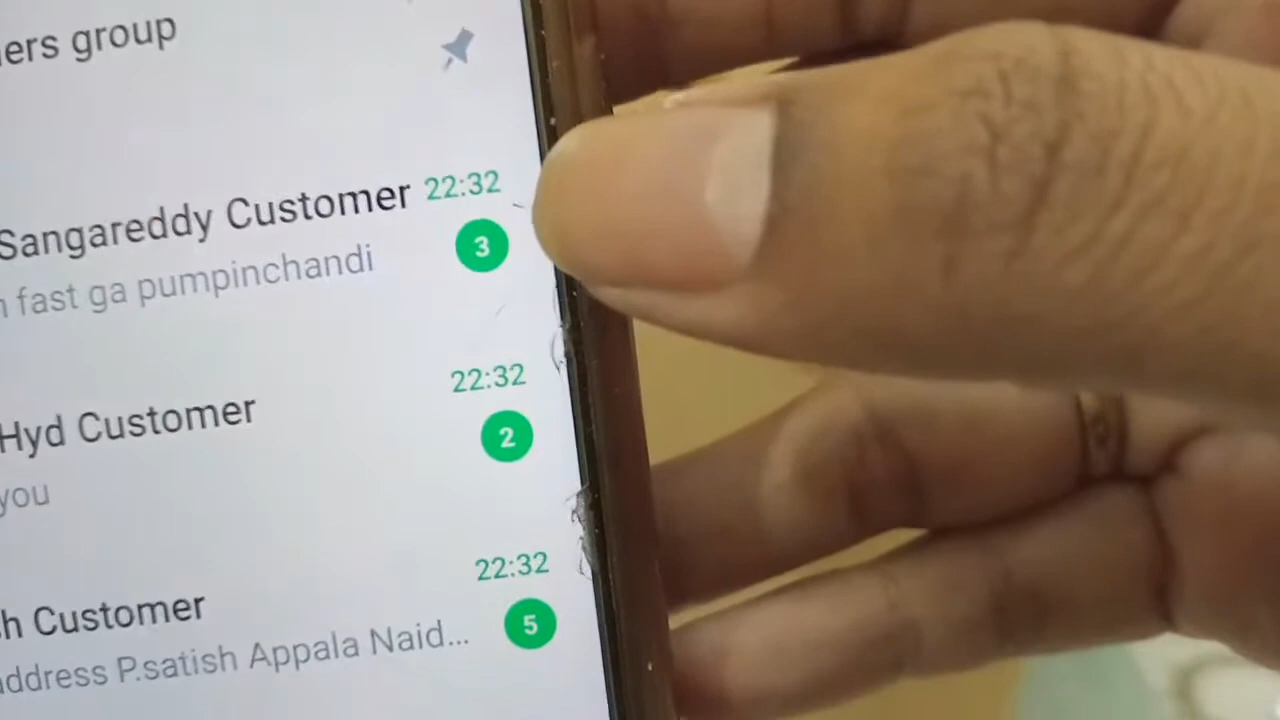 ers group
Sangareddy Customer 22:32
fast ga pumpinchandi 3
Hyd Customer 22:32
you 2
h Customer 22:32
address P.satish Appala Naid... 5